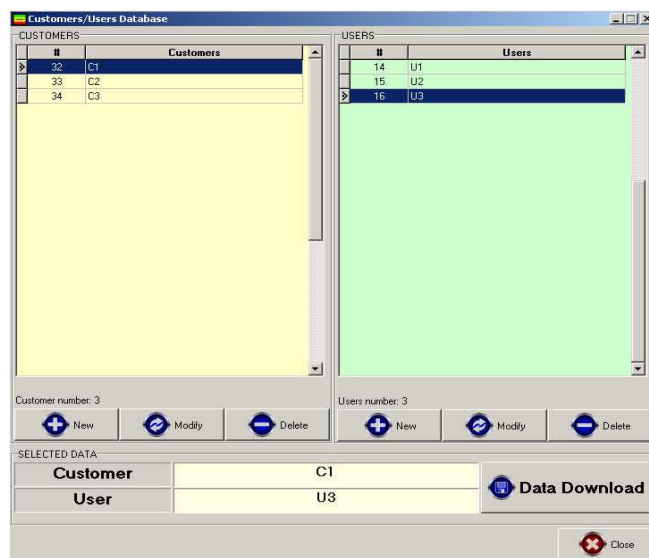 Customers/Users Database
CUSTOMERS
# Customers
32 C1
33 C2
34 C3
Customer number: 3
New Modify Delete
USERS
# Users
14 U1
15 U2
16 U3
Users number: 3
New Modify Delete
SELECTED DATA
Customer C1
User U3
Data Download
Close